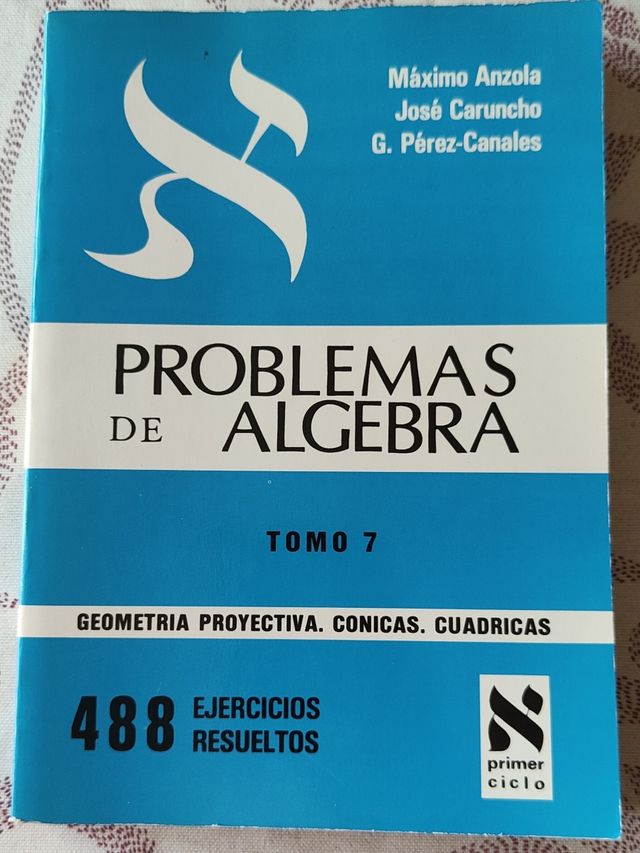 Máximo Anzola
José Caruncho
G. Pérez-Canales
PROBLEMAS
DE ALGEBRA
TOMO 7
GEOMETRIA PROYECTIVA. CONICAS. CUADRICAS
488 EJERCICIOS
RESUELTOS
primer
ciclo